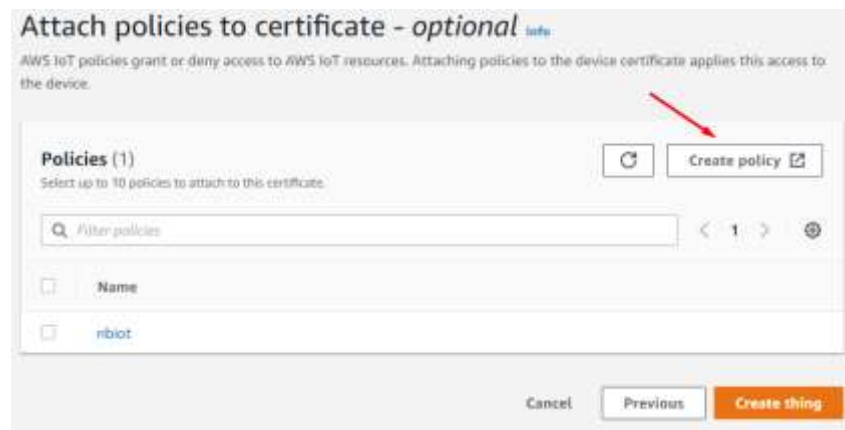 Attach policies to certificate - optional Info
AWS IoT policies grant or deny access to AWS IoT resources. Attaching policies to the device certificate applies this access to
the device.
Policies (1)
Create policy
Select up to 10 policies to attach to this certificate.
Filter policies
1
Name
nbiot
Cancel Previous Create thing